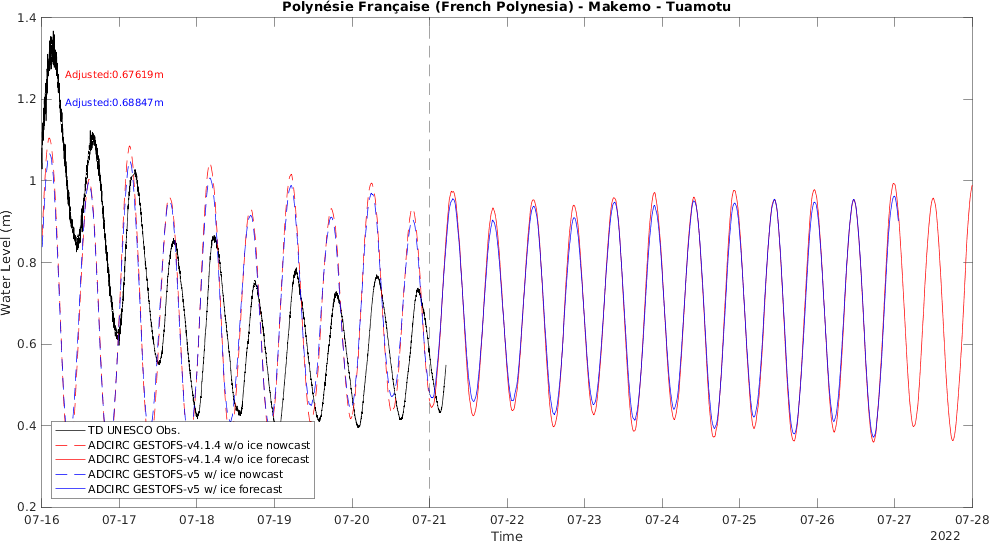 Polynésie Française (French Polynesia) - Makemo - Tuamotu
1.4
1.2
1
0.8
0.6
0.4
0.2
Water Level (m)
Adjusted:0.67619m
Adjusted:0.68847m
TD UNESCO Obs.
ADCIRC GESTOFS-v4.1.4 w/o ice nowcast
ADCIRC GESTOFS-v4.1.4 w/o ice forecast
ADCIRC GESTOFS-v5 w/ ice nowcast
ADCIRC GESTOFS-v5 w/ ice forecast
07-16 07-17 07-18 07-19 07-20 07-21 07-22 07-23 07-24 07-25 07-26 07-27 07-28
Time
2022